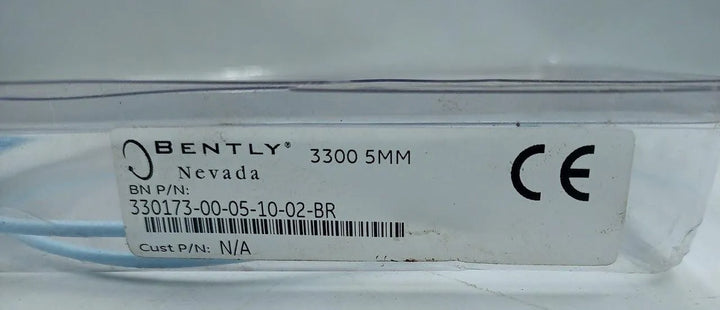 BENTLY® 3300 5MM
Nevada
BN P/N:
330173-00-05-10-02-BR
Cust P/N: N/A
CE